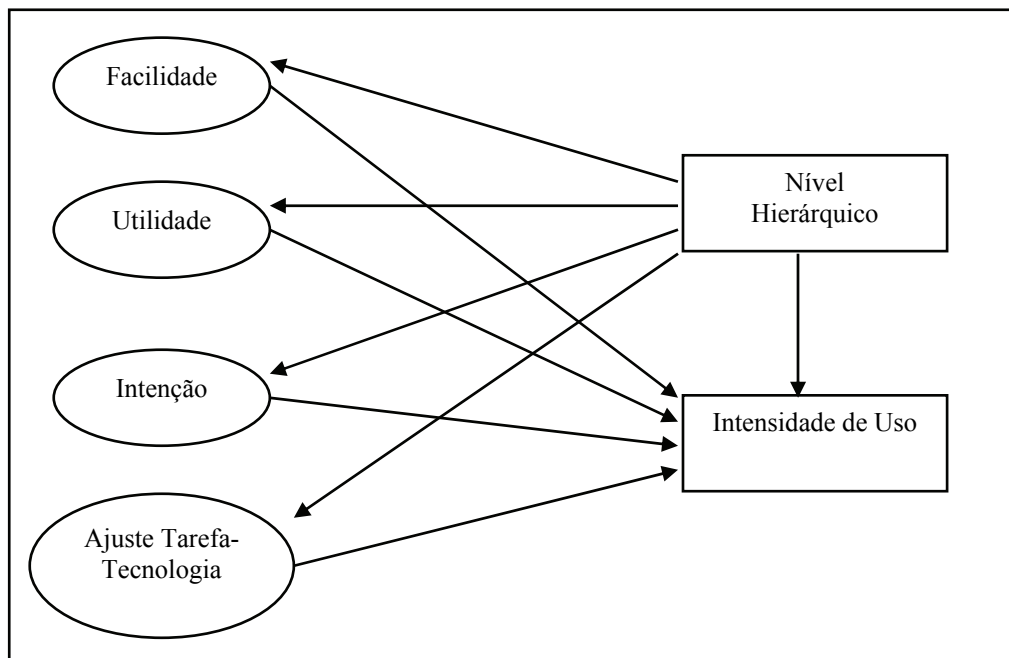 Facilidade
Utilidade
Intenção
Ajuste Tarefa-
Tecnologia
Nível
Hierárquico
Intensidade de Uso